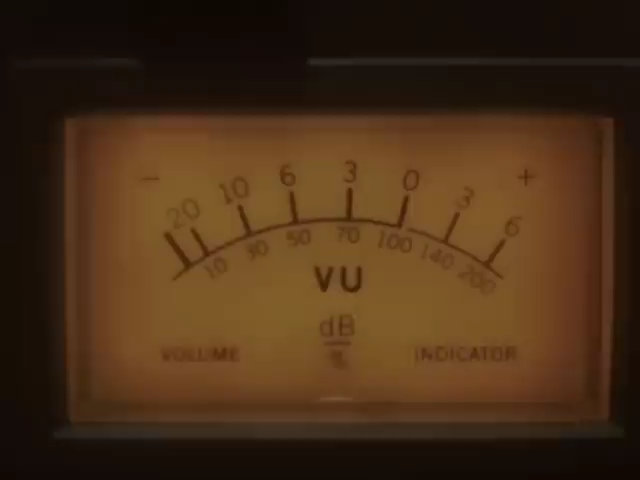 − +
20 10 6 3 0 3 6
10 30 50 70 100 140 200
VU
dB
%
VOLUME INDICATOR